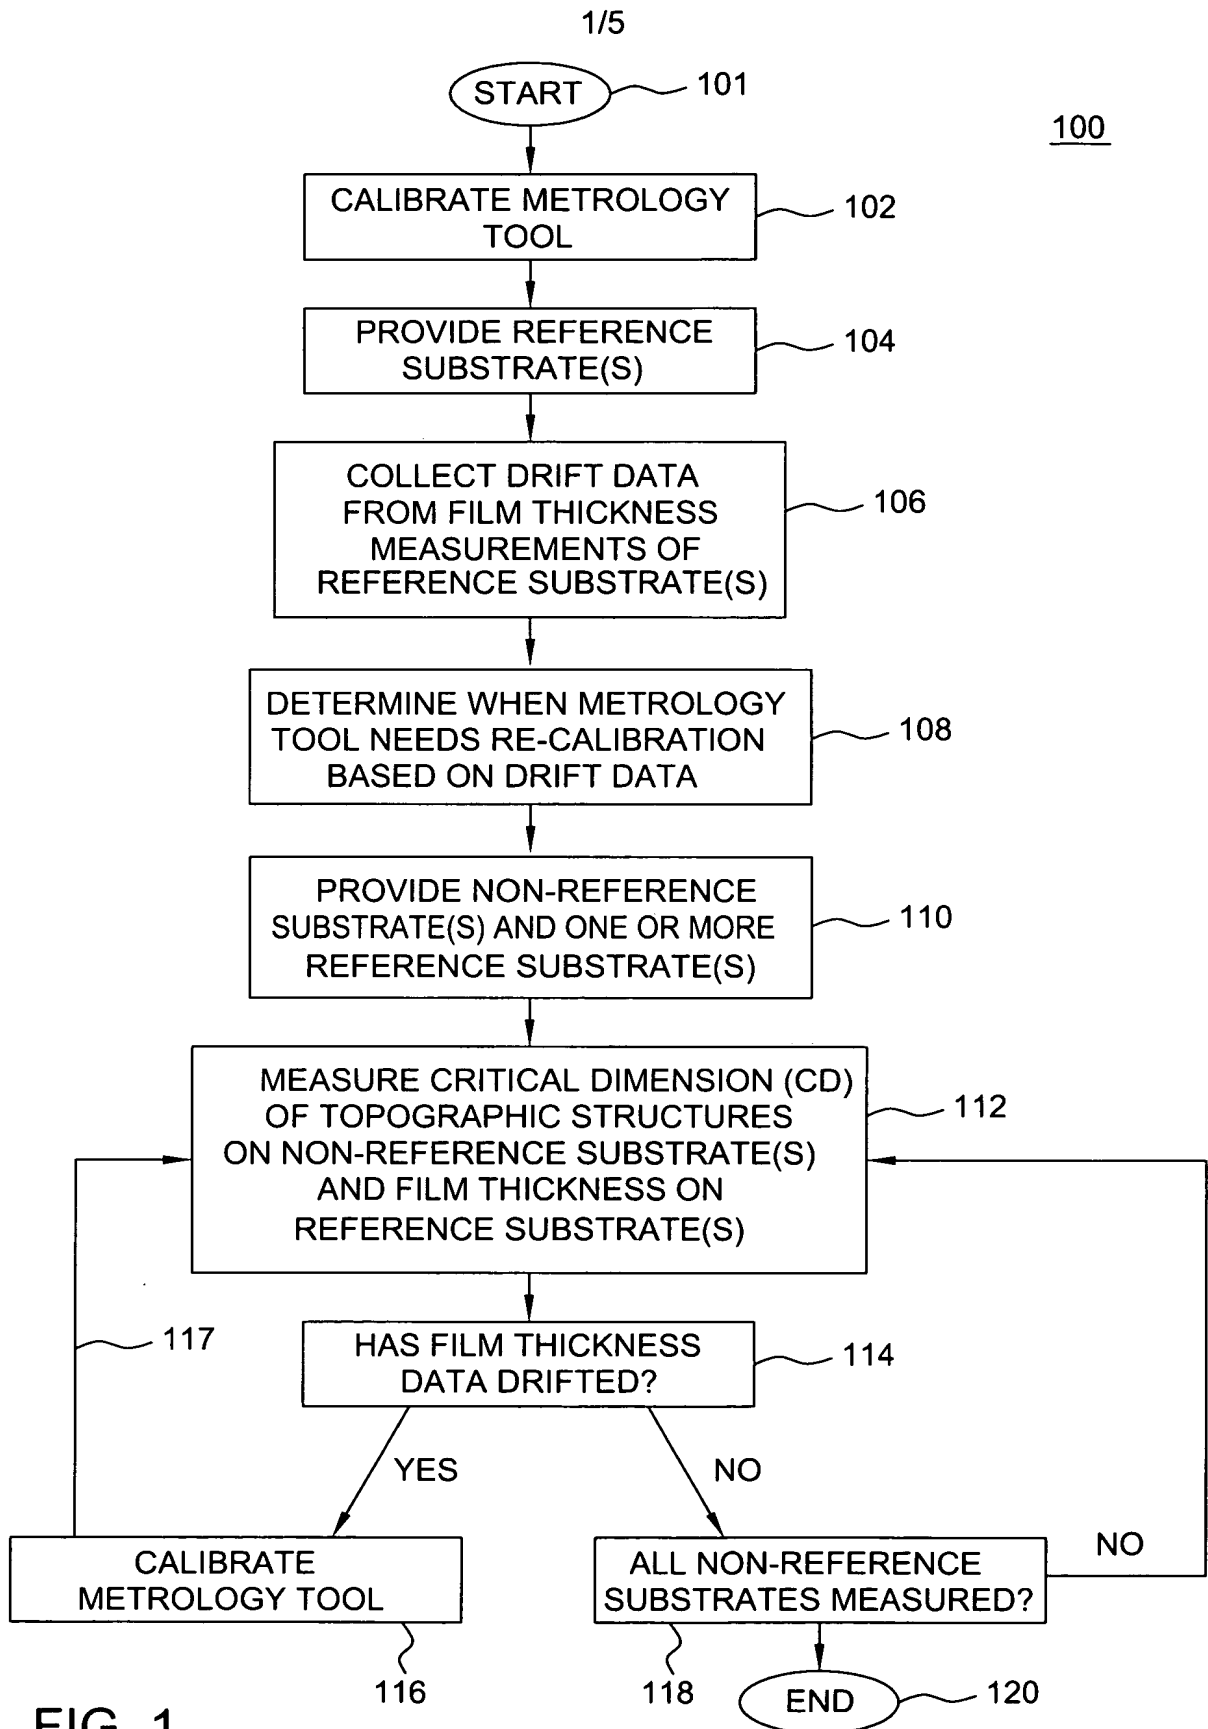 1/5
START
101
100
CALIBRATE METROLOGY
TOOL
102
PROVIDE REFERENCE
SUBSTRATE(S)
104
COLLECT DRIFT DATA
FROM FILM THICKNESS
MEASUREMENTS OF
REFERENCE SUBSTRATE(S)
106
DETERMINE WHEN METROLOGY
TOOL NEEDS RE-CALIBRATION
BASED ON DRIFT DATA
108
PROVIDE NON-REFERENCE
SUBSTRATE(S) AND ONE OR MORE
REFERENCE SUBSTRATE(S)
110
MEASURE CRITICAL DIMENSION (CD)
OF TOPOGRAPHIC STRUCTURES
ON NON-REFERENCE SUBSTRATE(S)
AND FILM THICKNESS ON
REFERENCE SUBSTRATE(S)
112
117
HAS FILM THICKNESS
DATA DRIFTED?
114
YES
NO
CALIBRATE
METROLOGY TOOL
116
ALL NON-REFERENCE
SUBSTRATES MEASURED?
NO
118
END
120
FIG. 1